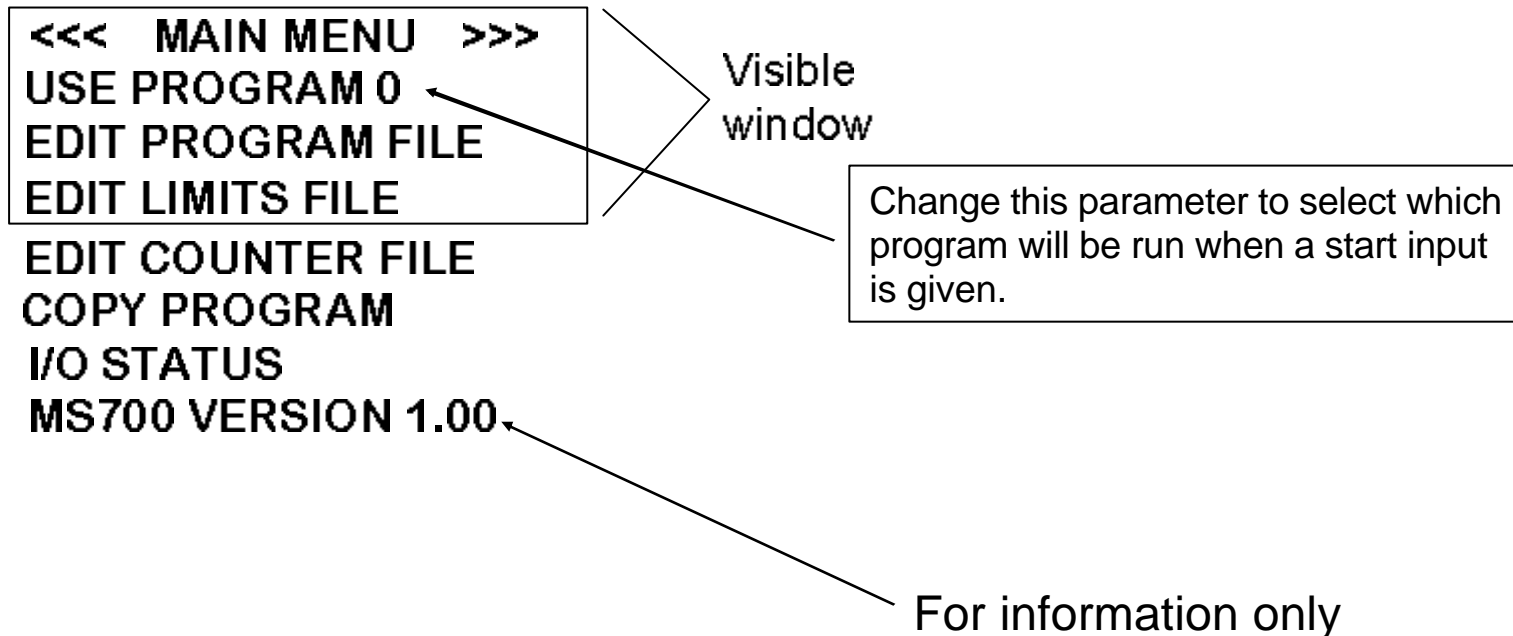 <<< MAIN MENU >>>
USE PROGRAM 0
EDIT PROGRAM FILE
EDIT LIMITS FILE
EDIT COUNTER FILE
COPY PROGRAM
I/O STATUS
MS700 VERSION 1.00
Visible
window
Change this parameter to select which
program will be run when a start input
is given.
For information only